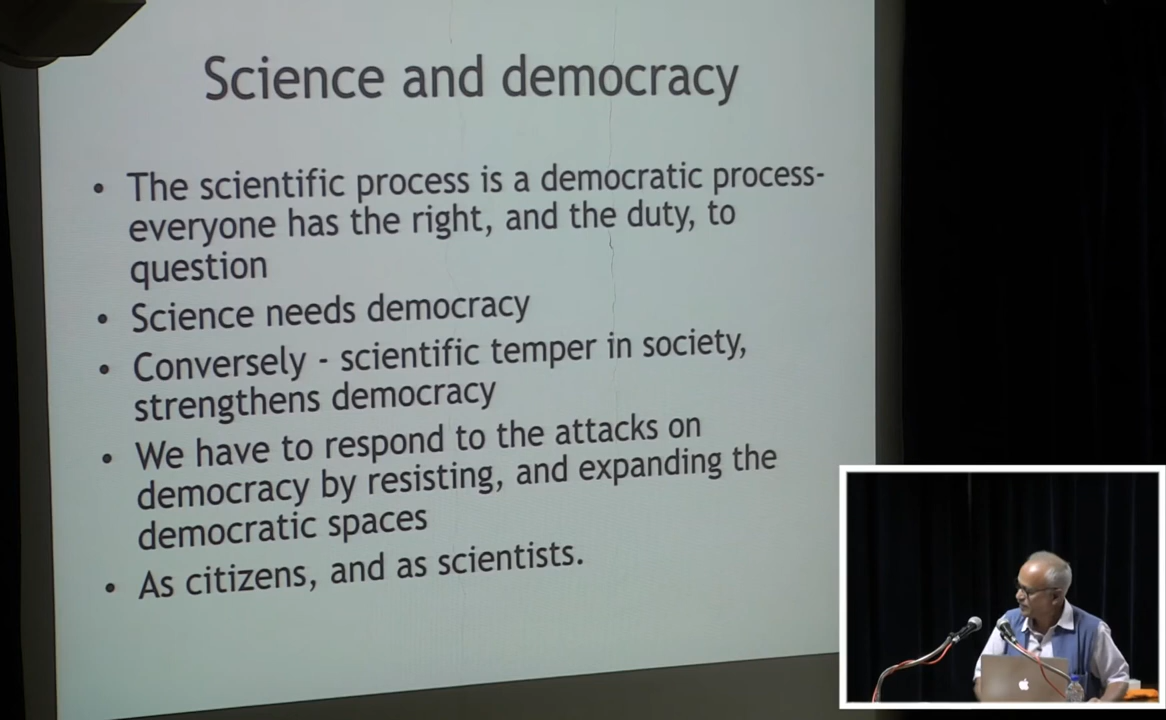 Science and democracy
• The scientific process is a democratic process-
everyone has the right, and the duty, to
question
• Science needs democracy
• Conversely - scientific temper in society,
strengthens democracy
• We have to respond to the attacks on
democracy by resisting, and expanding the
democratic spaces
• As citizens, and as scientists.